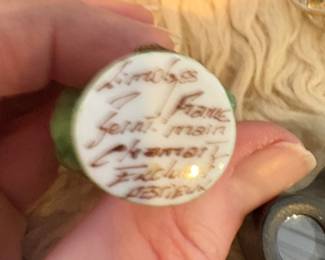 Limoges
France
Peint main
Chamart
Exclusive